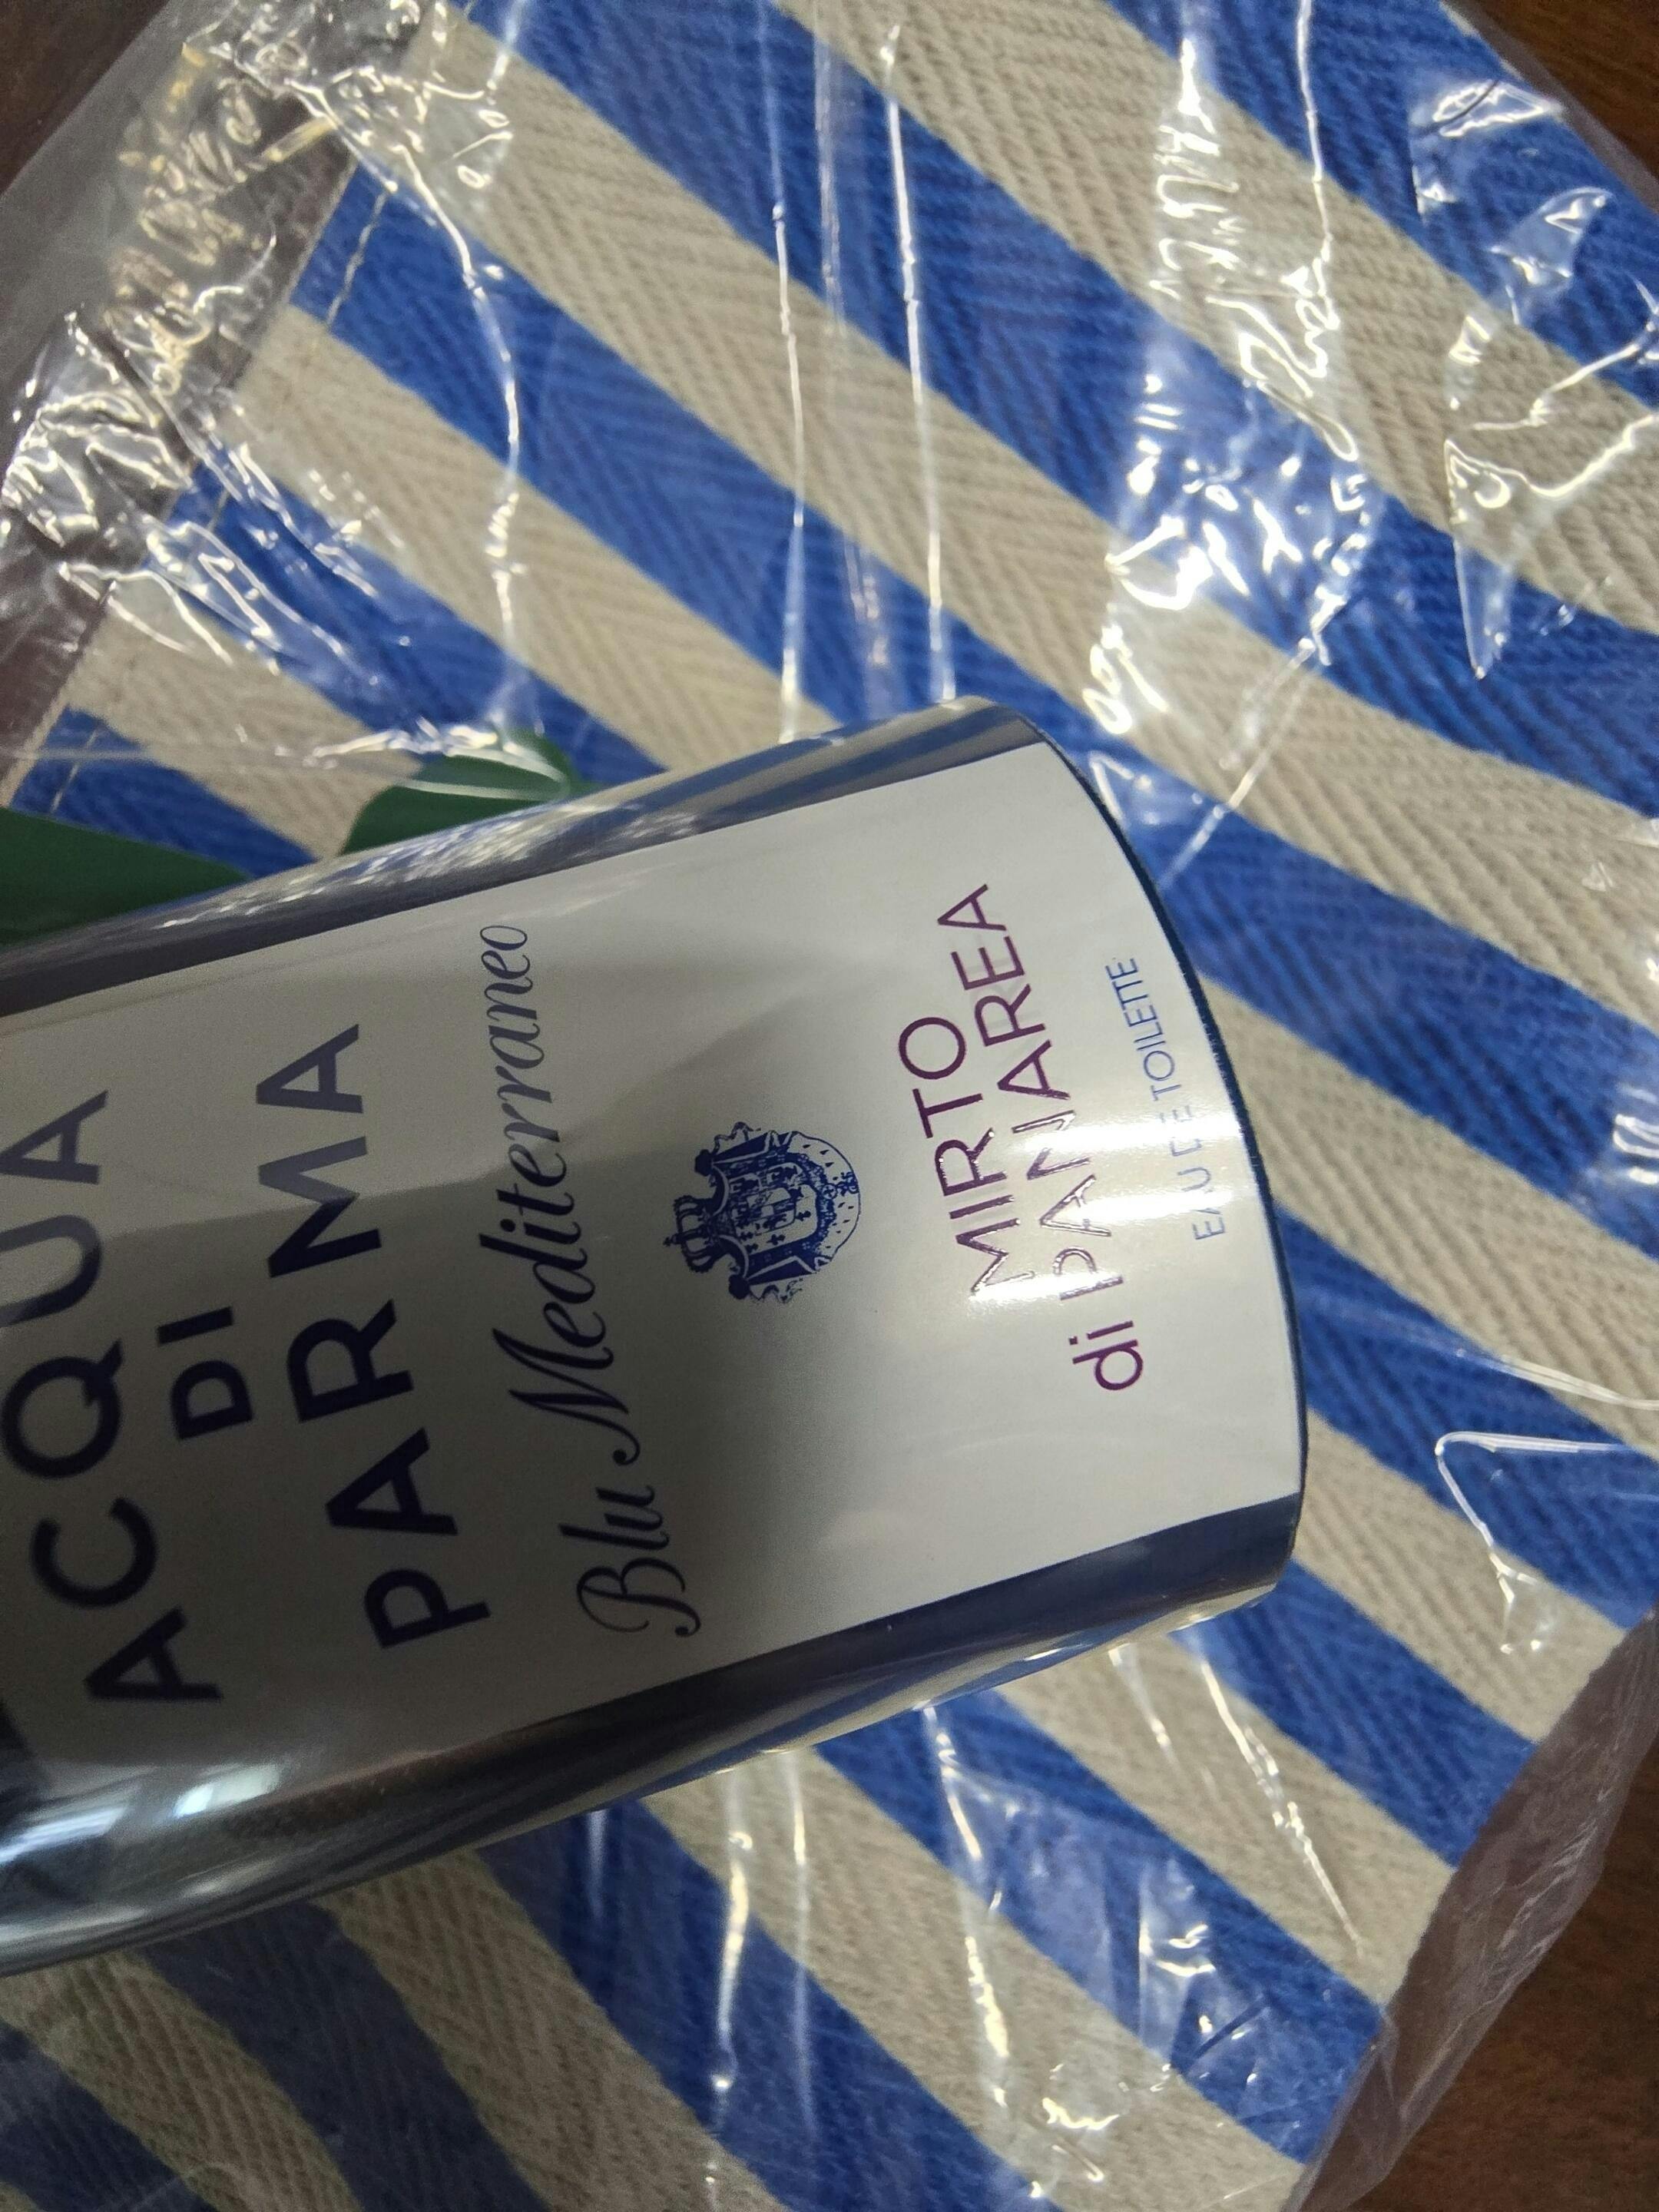 ACQUA
DI
PARMA
Blu Mediterraneo
MIRTO
di PANAREA
EAU DE TOILETTE